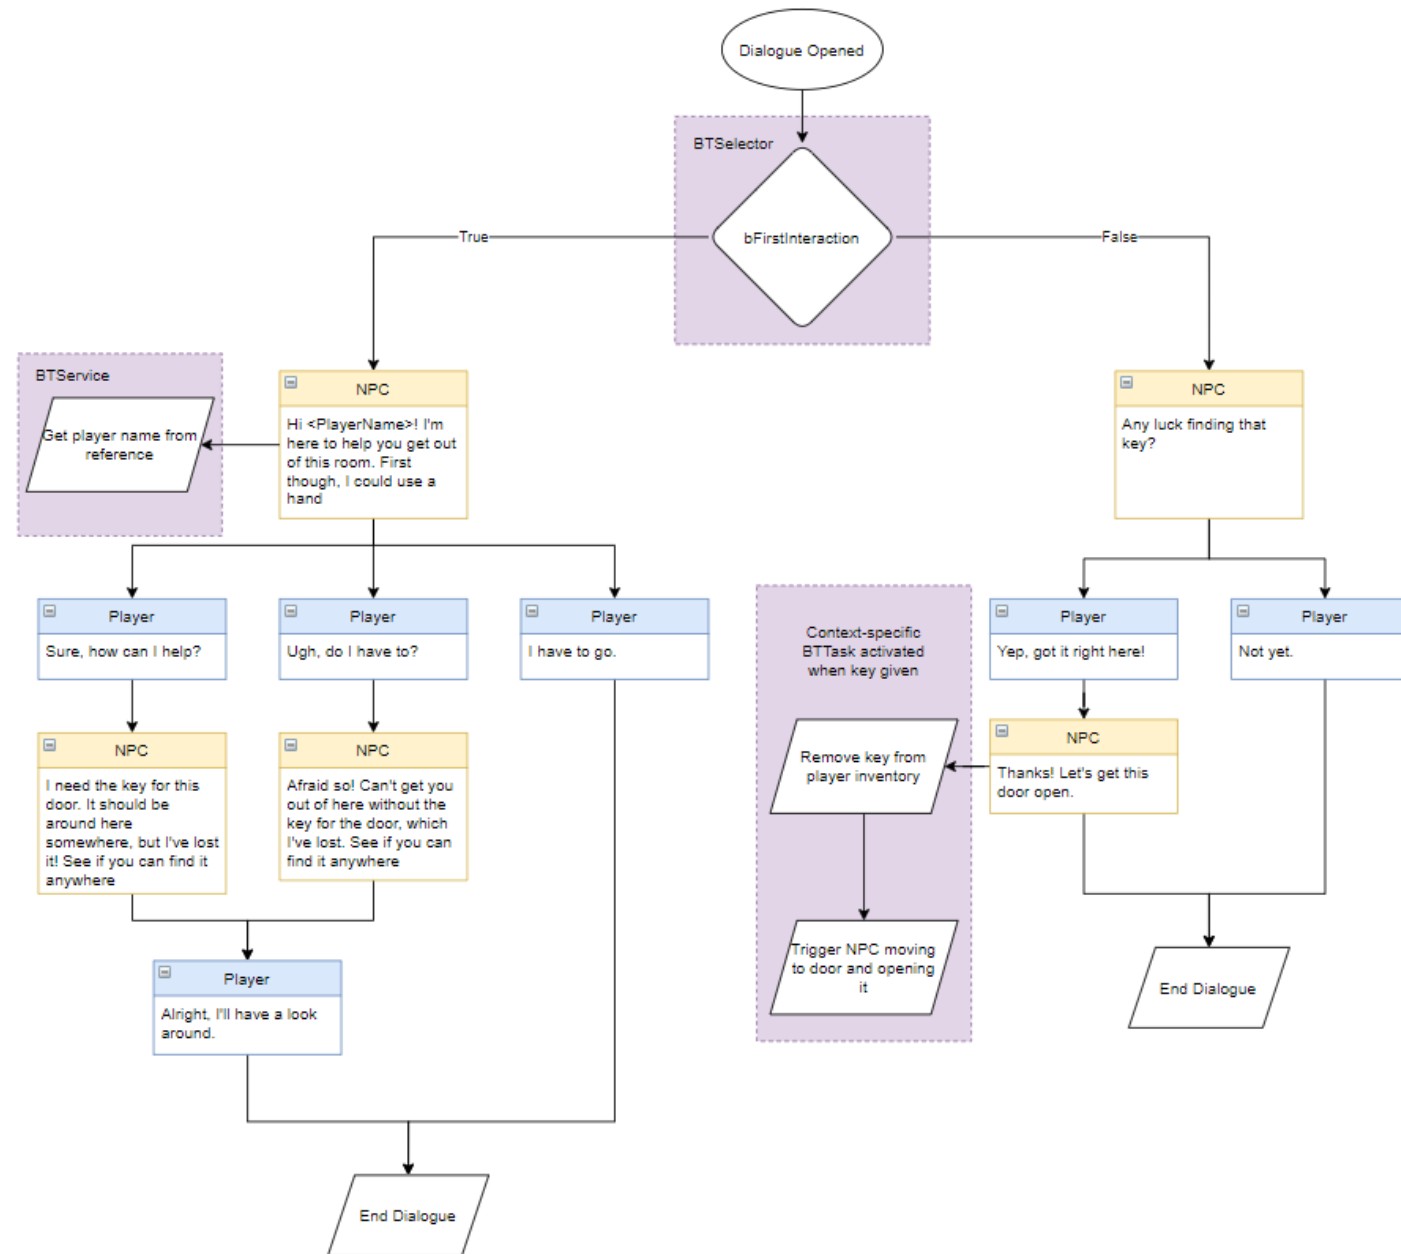 Dialogue Opened
BTSelector
bFirstInteraction
True
False
BTService
Get player name from
reference
NPC
Hi <PlayerName>! I'm
here to help you get out
of this room. First
though, I could use a
hand
NPC
Any luck finding that
key?
Player
Sure, how can I help?
Player
Ugh, do I have to?
Player
I have to go.
Context-specific
BTTask activated
when key given
Player
Yep, got it right here!
Player
Not yet.
NPC
I need the key for this
door. It should be
around here
somewhere, but I've lost
it! See if you can find it
anywhere
NPC
Afraid so! Can't get you
out of here without the
key for the door, which
I've lost. See if you can
find it anywhere
Remove key from
player inventory
NPC
Thanks! Let's get this
door open.
Trigger NPC moving
to door and opening
it
Player
Alright, I'll have a look
around.
End Dialogue
End Dialogue